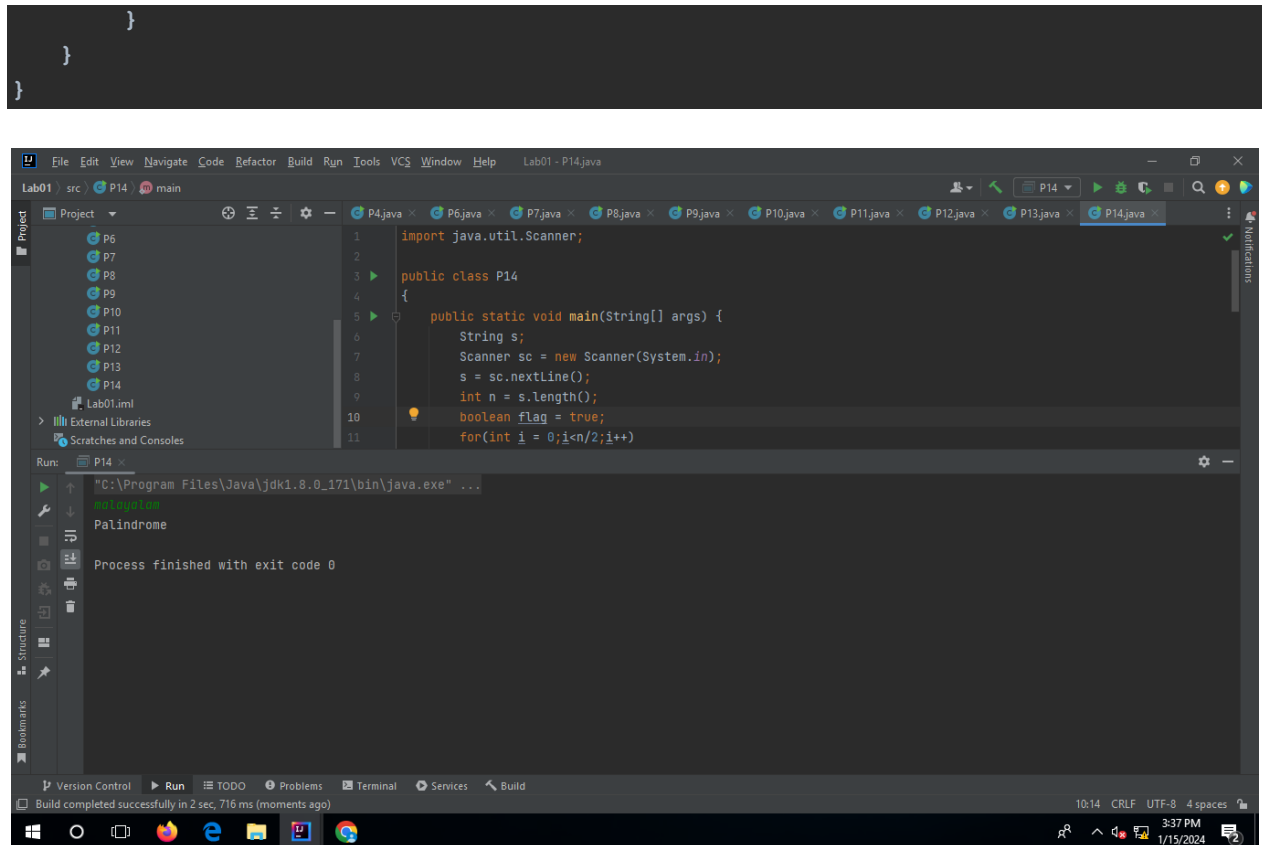 }
}
}
File Edit View Navigate Code Refactor Build Run Tools VCS Window Help Lab01 - P14.java
Lab01 src P14 main P14
Project P4.java P6.java P7.java P8.java P9.java P10.java P11.java P12.java P13.java P14.java
Project
Notifications
P6
P7
P8
P9
P10
P11
P12
P13
P14
Lab01.iml
External Libraries
Scratches and Consoles
1 import java.util.Scanner;
2
3 public class P14
4 {
5 public static void main(String[] args) {
6 String s;
7 Scanner sc = new Scanner(System.in);
8 s = sc.nextLine();
9 int n = s.length();
10 boolean flag = true;
11 for(int i = 0;i<n/2;i++)
Run: P14
"C:\Program Files\Java\jdk1.8.0_171\bin\java.exe" ...
malayalam
Palindrome
Process finished with exit code 0
Structure
Bookmarks
Version Control Run TODO Problems Terminal Services Build
Build completed successfully in 2 sec, 716 ms (moments ago) 10:14 CRLF UTF-8 4 spaces
3:37 PM
1/15/2024
2